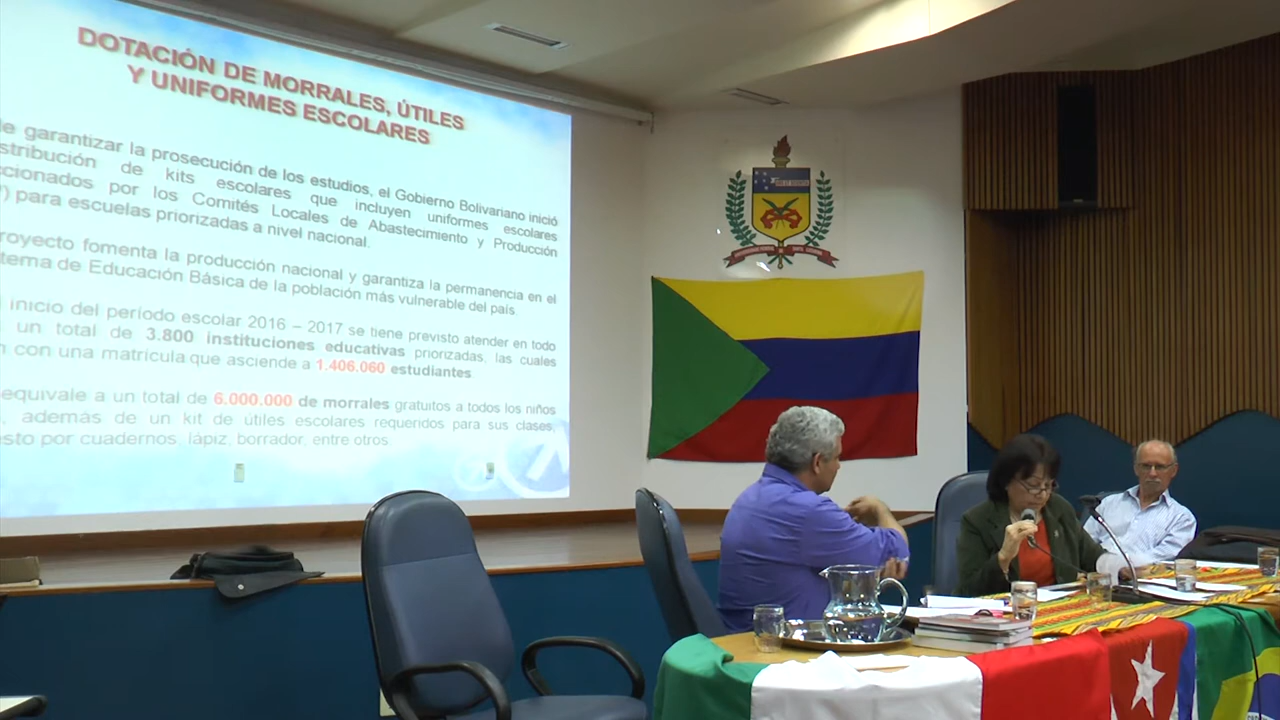 DOTACIÓN DE MORRALES, ÚTILES
Y UNIFORMES ESCOLARES
de garantizar la prosecución de los estudios, el Gobierno Bolivariano inició
stribución de kits escolares que incluyen uniformes escolares
ccionados por los Comités Locales de Abastecimiento y Producción
) para escuelas priorizadas a nivel nacional.
royecto fomenta la producción nacional y garantiza la permanencia en el
tema de Educación Básica de la población más vulnerable del país.
inicio del período escolar 2016 – 2017 se tiene previsto atender en todo
un total de 3.800 instituciones educativas priorizadas, las cuales
n con una matrícula que asciende a 1.406.060 estudiantes
equivale a un total de 6.000.000 de morrales gratuitos a todos los niños
, además de un kit de útiles escolares requeridos para sus clases,
esto por cuadernos, lápiz, borrador, entre otros.